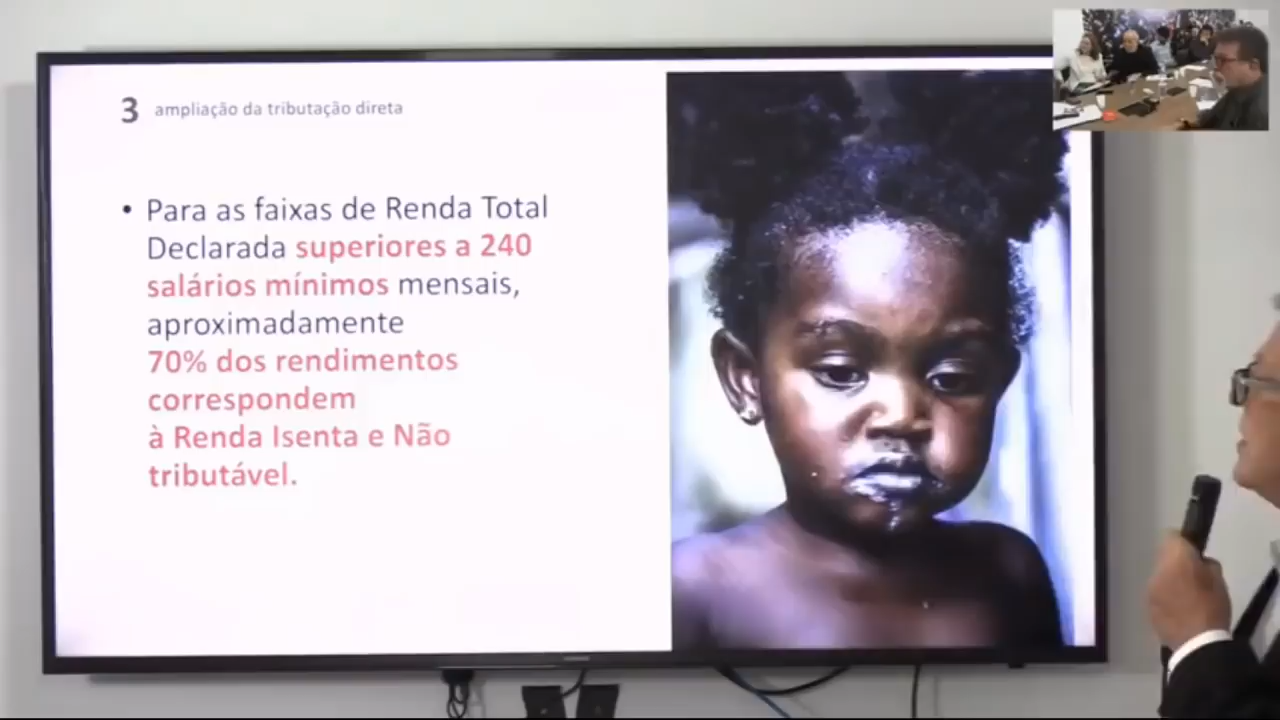 3 ampliação da tributação direta
• Para as faixas de Renda Total
Declarada superiores a 240
salários mínimos mensais,
aproximadamente
70% dos rendimentos
correspondem
à Renda Isenta e Não
tributável.